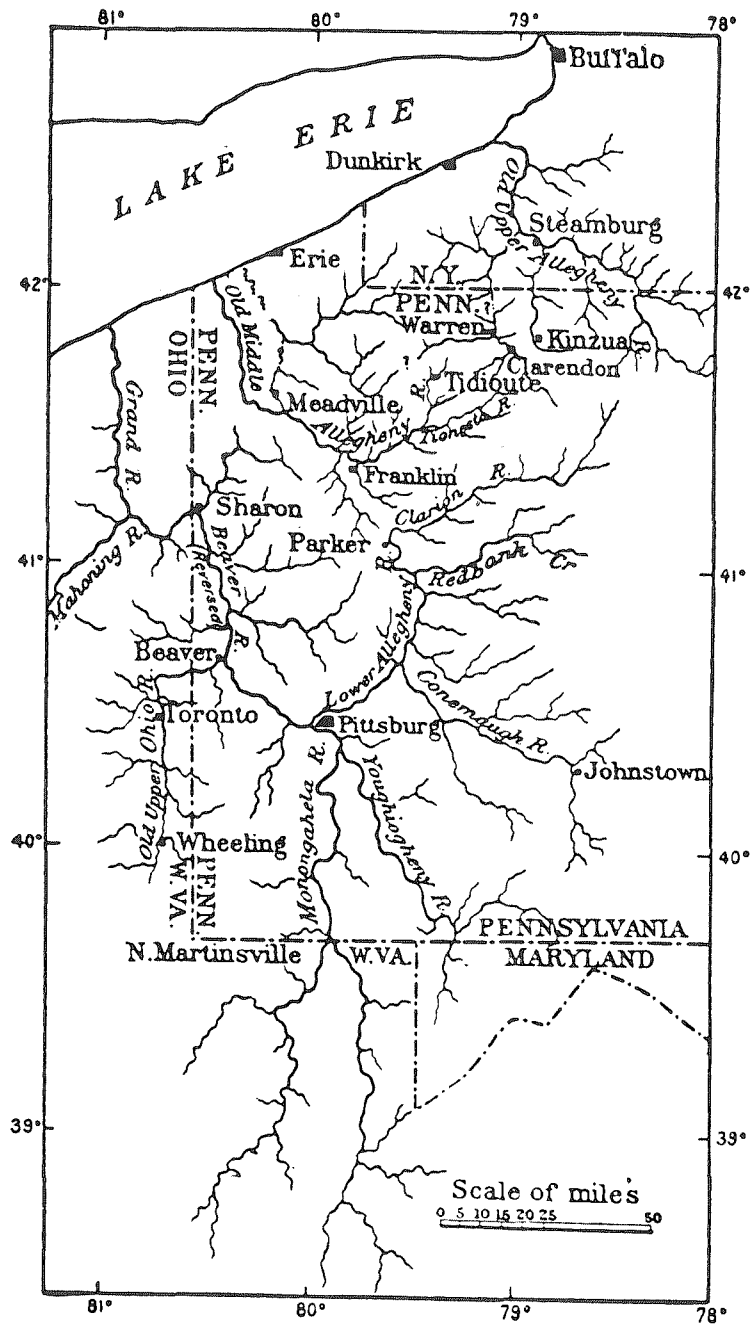 81° 80° 79° 78°
Buffalo
LAKE ERIE
Dunkirk
Old Upper Allegheny
Steamburg
Erie
42° 42°
N.Y.
PENN.
Warren
?
Kinzua
Clarendon
Old Middle Allegheny R.
PENN.
OHIO
?
Tidioute
Meadville
Grand R.
Tionesta R.
Franklin
Clarion R.
Sharon
Parker
41° 41°
Mahoning R.
Beaver (Reversed) R.
Redbank Cr
Beaver
Lower Allegheny R.
Conemaugh R.
Toronto
Pittsburg
Old Upper Ohio R.
Johnstown
Monongahela R.
Youghiogheny R.
40° 40°
Wheeling
PENN
W.VA.
PENNSYLVANIA
N. Martinsville
W.VA.
MARYLAND
39° 39°
Scale of mile's
0 5 10 15 20 25 50
81° 80° 79° 78°